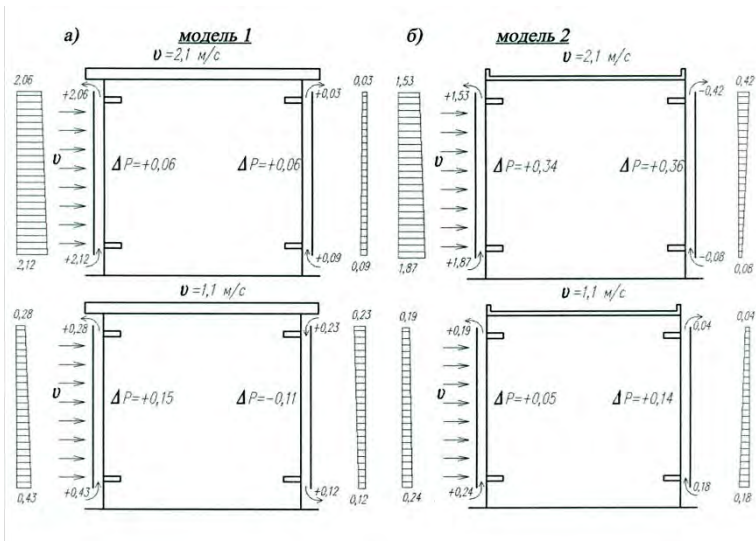 а) модель 1
υ=2,1 м/с
2,06 +2,06 +0,03 0,03
υ ΔP=+0,06 ΔP=+0,06
2,12 +2,12 +0,09 0,09
υ=1,1 м/с
0,28 +0,28 +0,23 0,23
υ ΔP=+0,15 ΔP=-0,11
0,43 +0,43 +0,12 0,12
б) модель 2
υ=2,1 м/с
1,53 +1,53 -0,42 0,42
υ ΔP=+0,34 ΔP=+0,36
1,87 +1,87 -0,08 0,08
υ=1,1 м/с
0,19 +0,19 0,04 0,04
ΔP=+0,05 ΔP=+0,14
0,24 +0,24 0,18 0,18